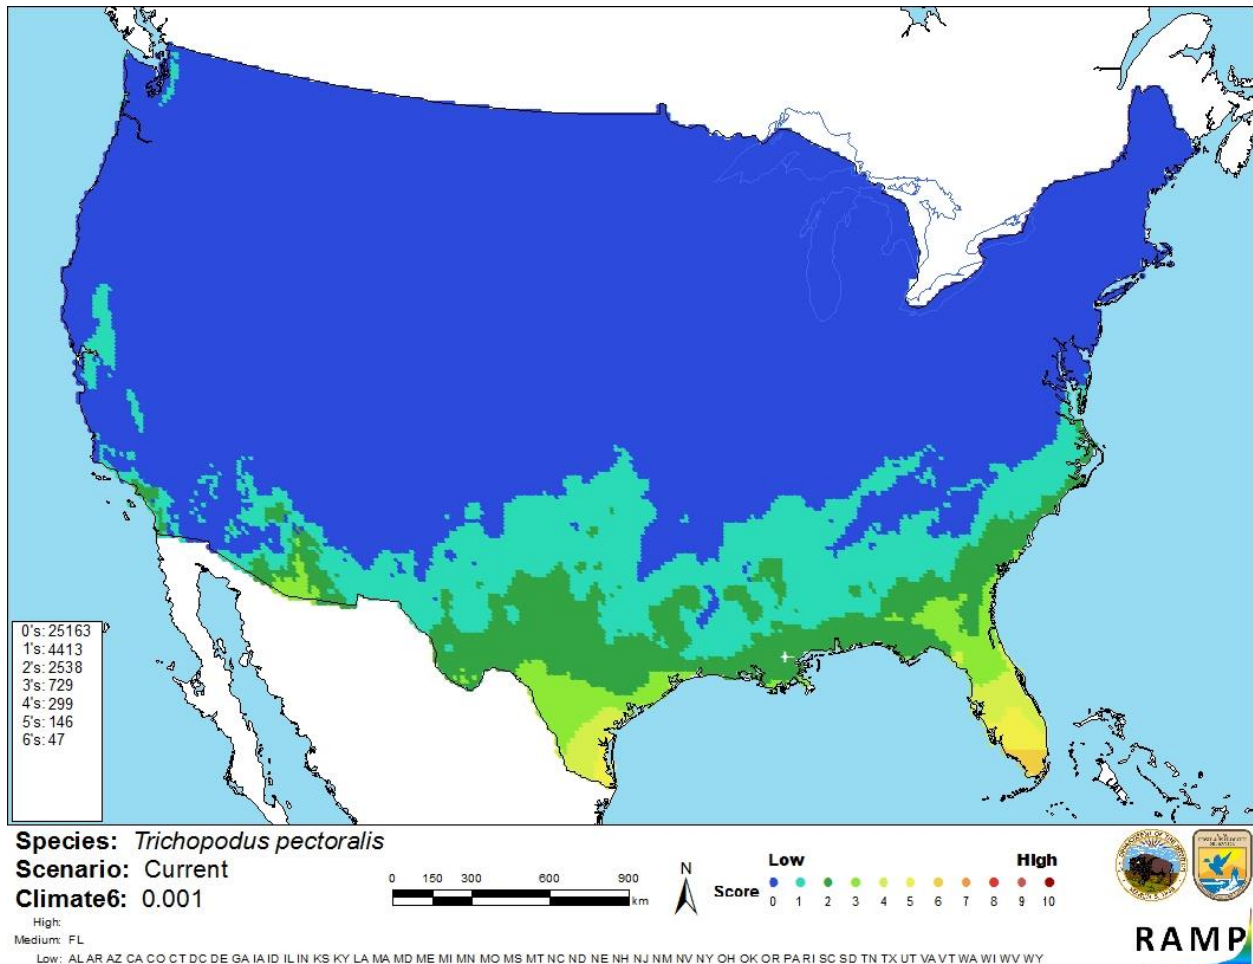 0's: 25163
1's: 4413
2's: 2538
3's: 729
4's: 299
5's: 146
6's: 47
Species: Trichopodus pectoralis
Scenario: Current
Climate6: 0.001
High:
Medium: FL
Low: AL AR AZ CA CO CT DC DE GA IA ID IL IN KS KY LA MA MD ME MI MN MO MS MT NC ND NE NH NJ NM NV NY OH OK OR PA RI SC SD TN TX UT VA VT WA WI WV WY
0 150 300 600 900
km
N
Low High
Score
0 1 2 3 4 5 6 7 8 9 10
RAMP